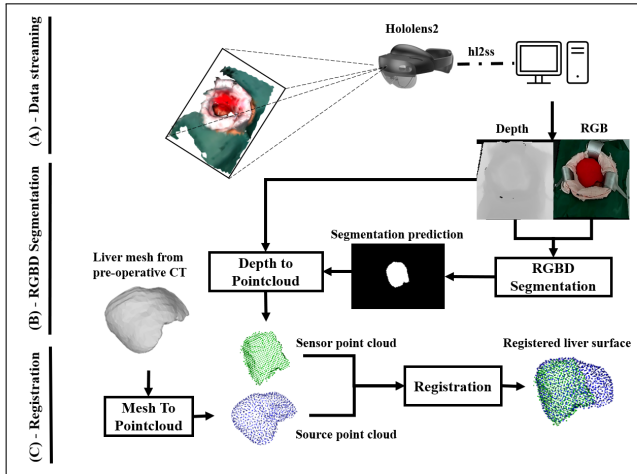 (A) - Data streaming
Hololens2
hl2ss
Depth
RGB
(B) - RGBD Segmentation
Liver mesh from
pre-operative CT
Depth to
Pointcloud
Segmentation prediction
RGBD
Segmentation
(C) - Registration
Sensor point cloud
Registered liver surface
Mesh To
Pointcloud
Registration
Source point cloud